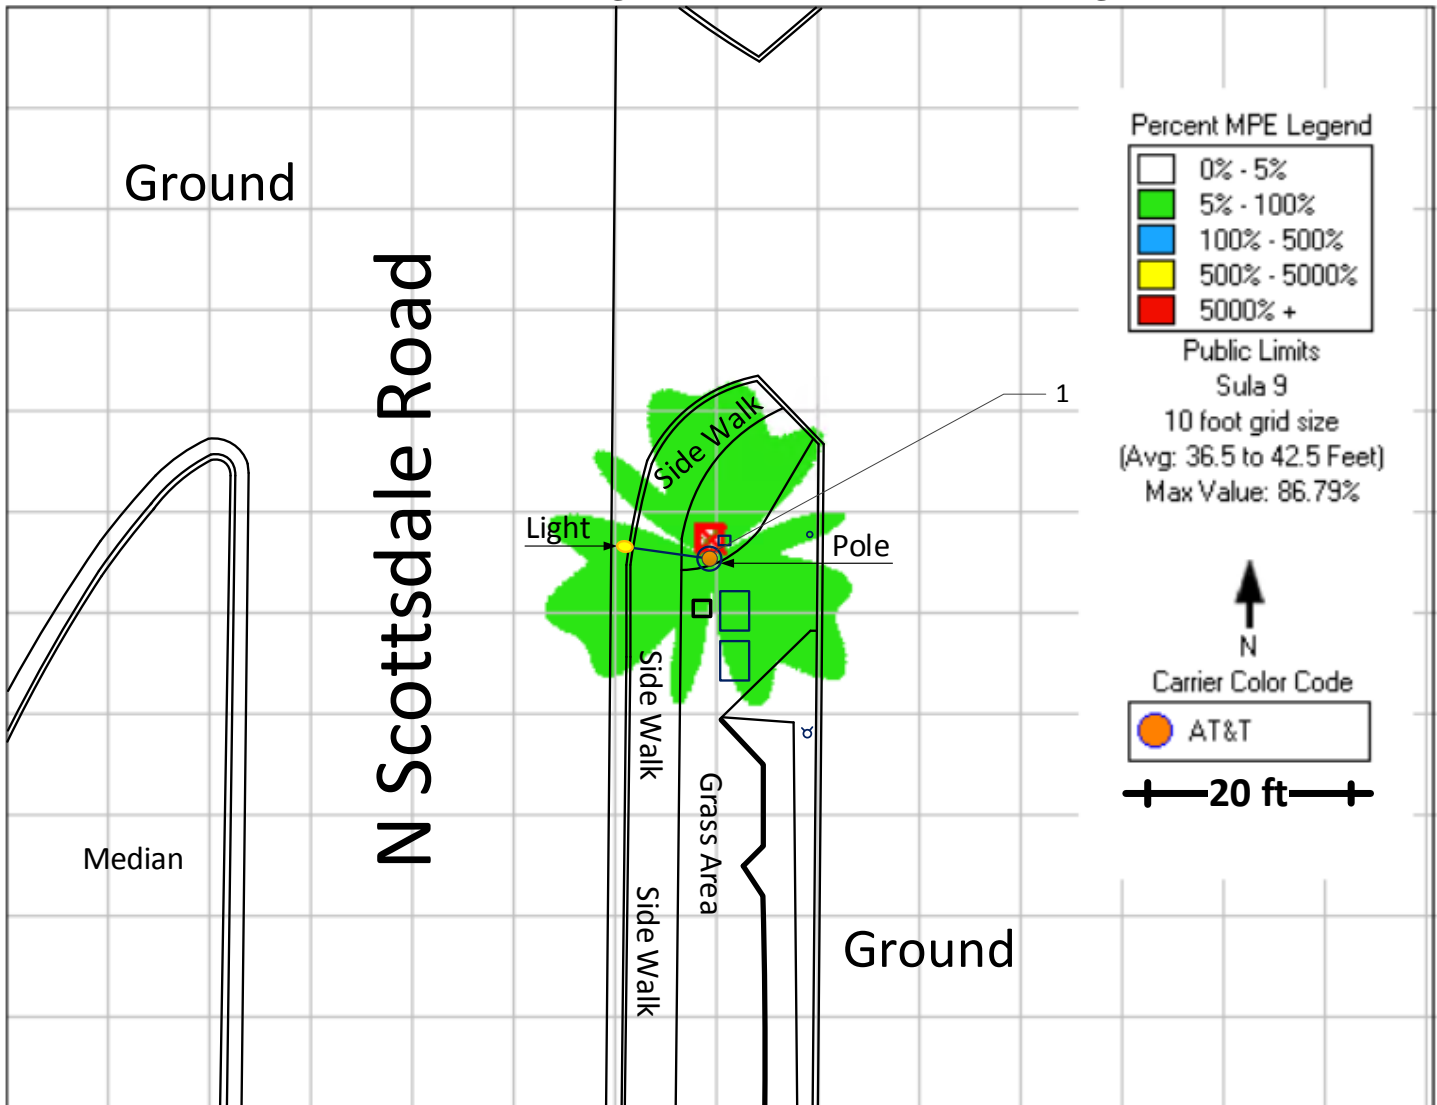 Ground
N Scottsdale Road
Median
Side Walk
Light
Pole
1
Side Walk
Grass Area
Side Walk
Ground
Percent MPE Legend
0% - 5%
5% - 100%
100% - 500%
500% - 5000%
5000% +
Public Limits
Sula 9
10 foot grid size
(Avg: 36.5 to 42.5 Feet)
Max Value: 86.79%
N
Carrier Color Code
AT&T
20 ft